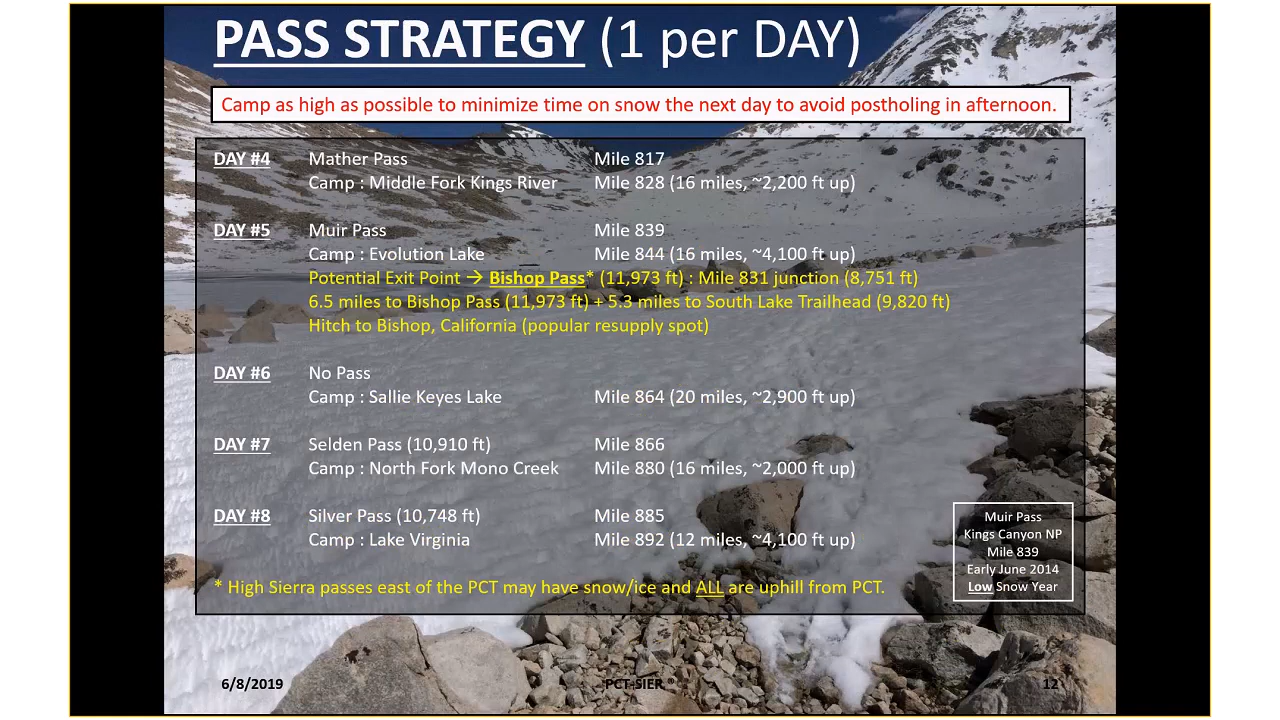 PASS STRATEGY (1 per DAY)
Camp as high as possible to minimize time on snow the next day to avoid postholing in afternoon.
DAY #4 Mather Pass Mile 817
Camp : Middle Fork Kings River Mile 828 (16 miles, ~2,200 ft up)
DAY #5 Muir Pass Mile 839
Camp : Evolution Lake Mile 844 (16 miles, ~4,100 ft up)
Potential Exit Point → Bishop Pass* (11,973 ft) : Mile 831 junction (8,751 ft)
6.5 miles to Bishop Pass (11,973 ft) + 5.3 miles to South Lake Trailhead (9,820 ft)
Hitch to Bishop, California (popular resupply spot)
DAY #6 No Pass
Camp : Sallie Keyes Lake Mile 864 (20 miles, ~2,900 ft up)
DAY #7 Selden Pass (10,910 ft) Mile 866
Camp : North Fork Mono Creek Mile 880 (16 miles, ~2,000 ft up)
DAY #8 Silver Pass (10,748 ft) Mile 885
Camp : Lake Virginia Mile 892 (12 miles, ~4,100 ft up)
* High Sierra passes east of the PCT may have snow/ice and ALL are uphill from PCT.
Muir Pass
Kings Canyon NP
Mile 839
Early June 2014
Low Snow Year
6/8/2019 PCT-SIER ® 12